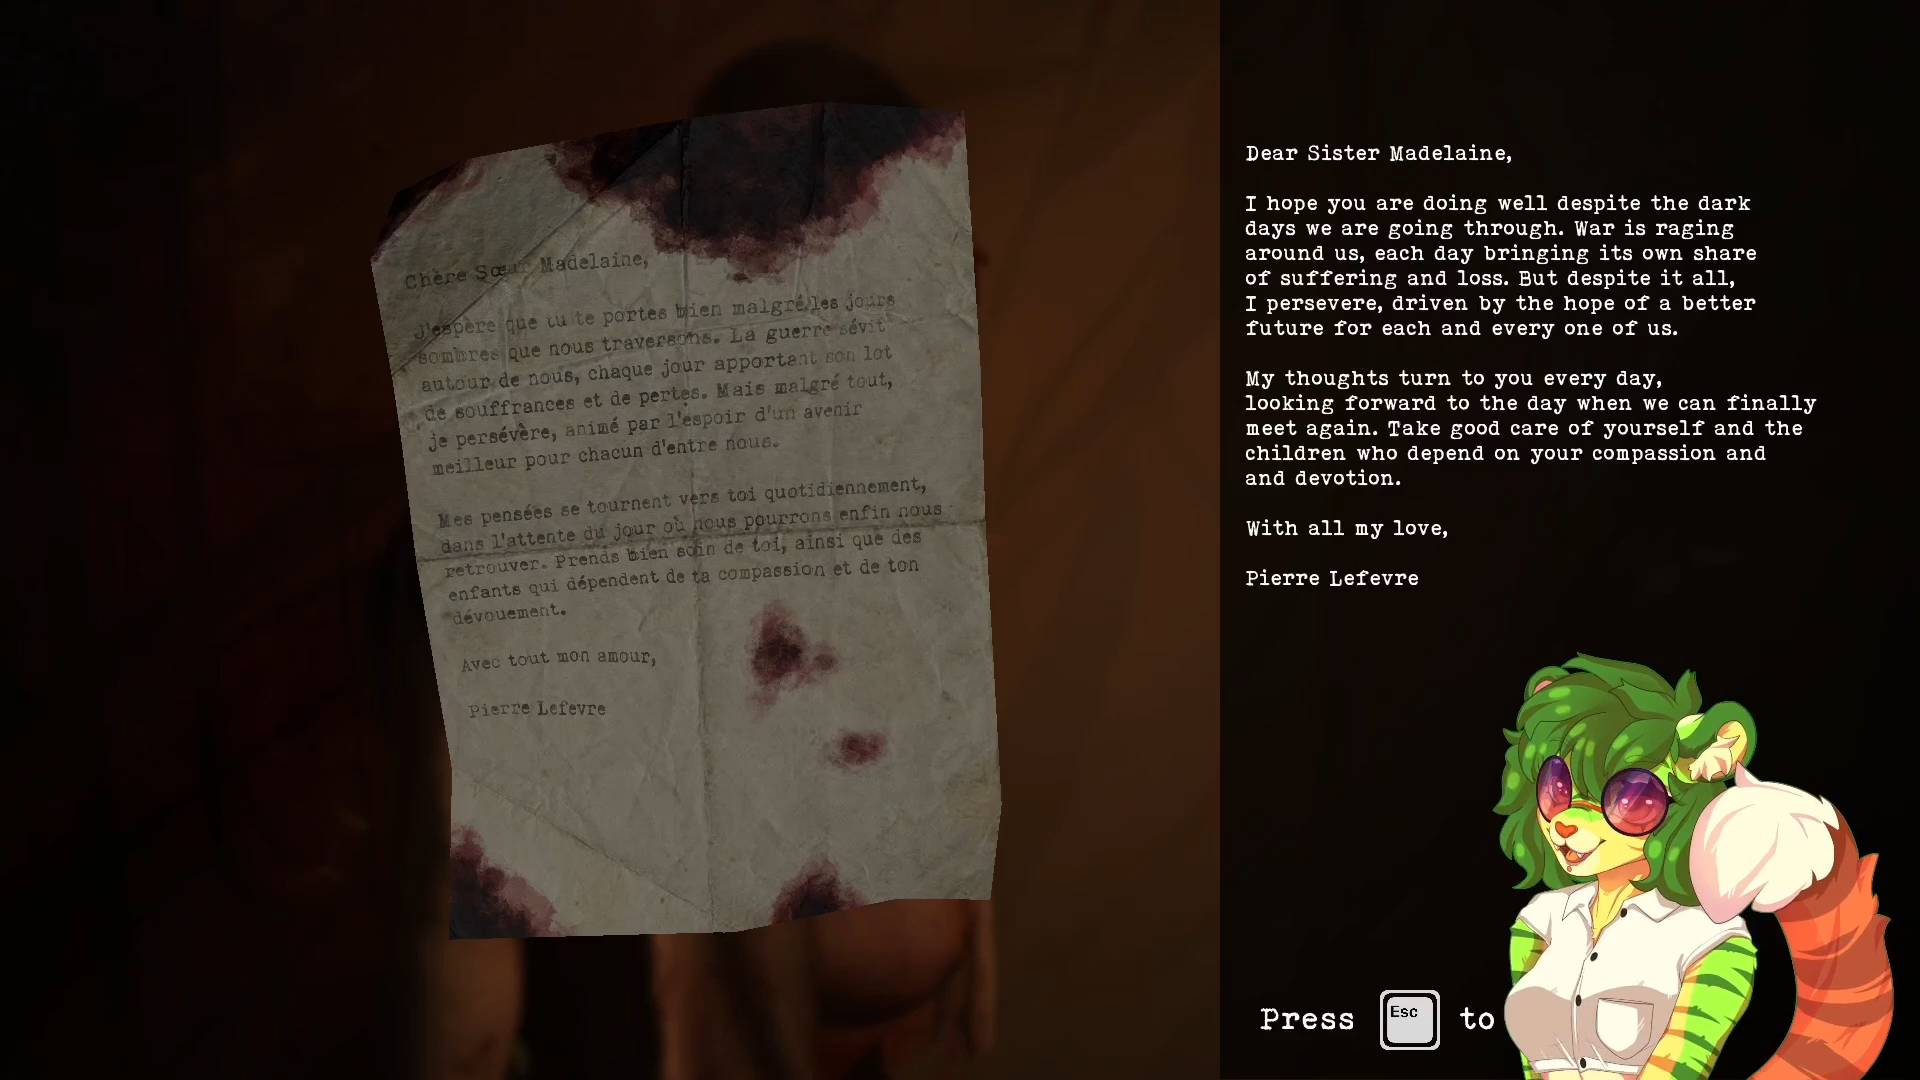 Chère Sœur Madelaine,
J'espère que tu te portes bien malgré les jours
sombres que nous traversons. La guerre sévit
autour de nous, chaque jour apportant son lot
de souffrances et de pertes. Mais malgré tout,
je persévère, animé par l'espoir d'un avenir
meilleur pour chacun d'entre nous.
Mes pensées se tournent vers toi quotidiennement,
dans l'attente du jour où nous pourrons enfin nous
retrouver. Prends bien soin de toi, ainsi que des
enfants qui dépendent de ta compassion et de ton
dévouement.
Avec tout mon amour,
Pierre Lefevre
Dear Sister Madelaine,
I hope you are doing well despite the dark
days we are going through. War is raging
around us, each day bringing its own share
of suffering and loss. But despite it all,
I persevere, driven by the hope of a better
future for each and every one of us.
My thoughts turn to you every day,
looking forward to the day when we can finally
meet again. Take good care of yourself and the
children who depend on your compassion and
and devotion.
With all my love,
Pierre Lefevre
Press Esc to